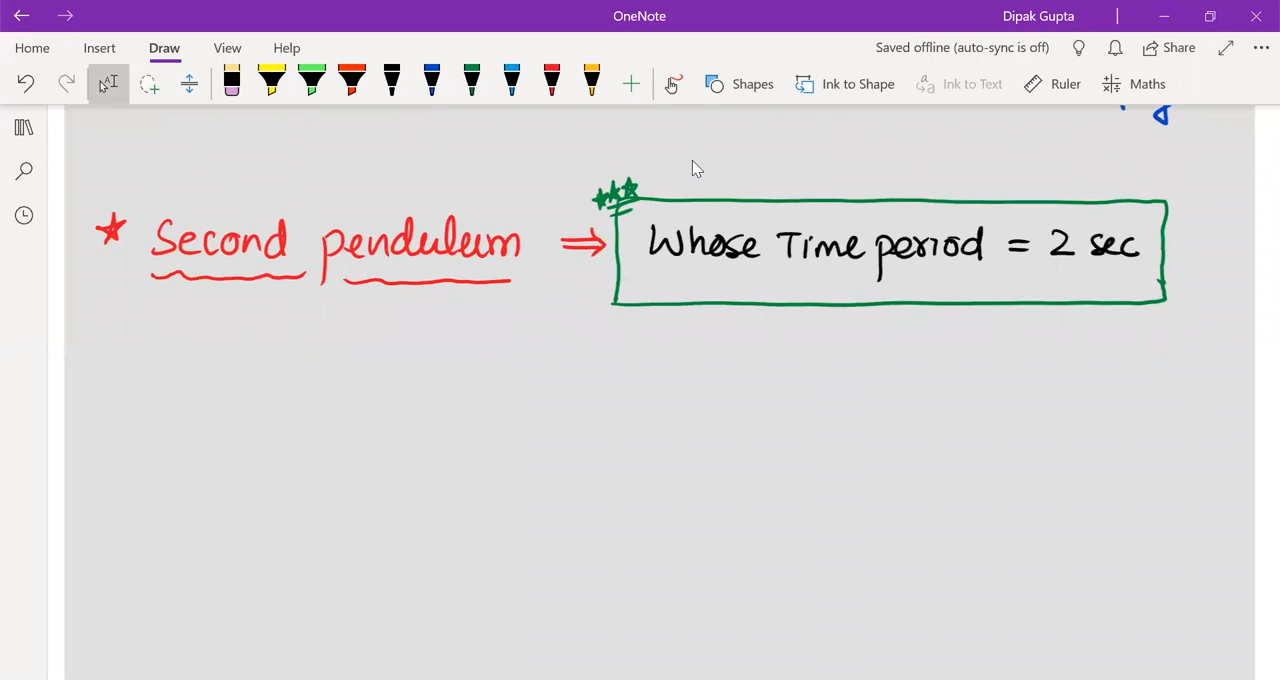 OneNote
Dipak Gupta
Home Insert Draw View Help
Saved offline (auto-sync is off)
Share
Shapes
Ink to Shape
Ink to Text
Ruler
Maths
Second pendulum ⇒ Whose Time period = 2 sec